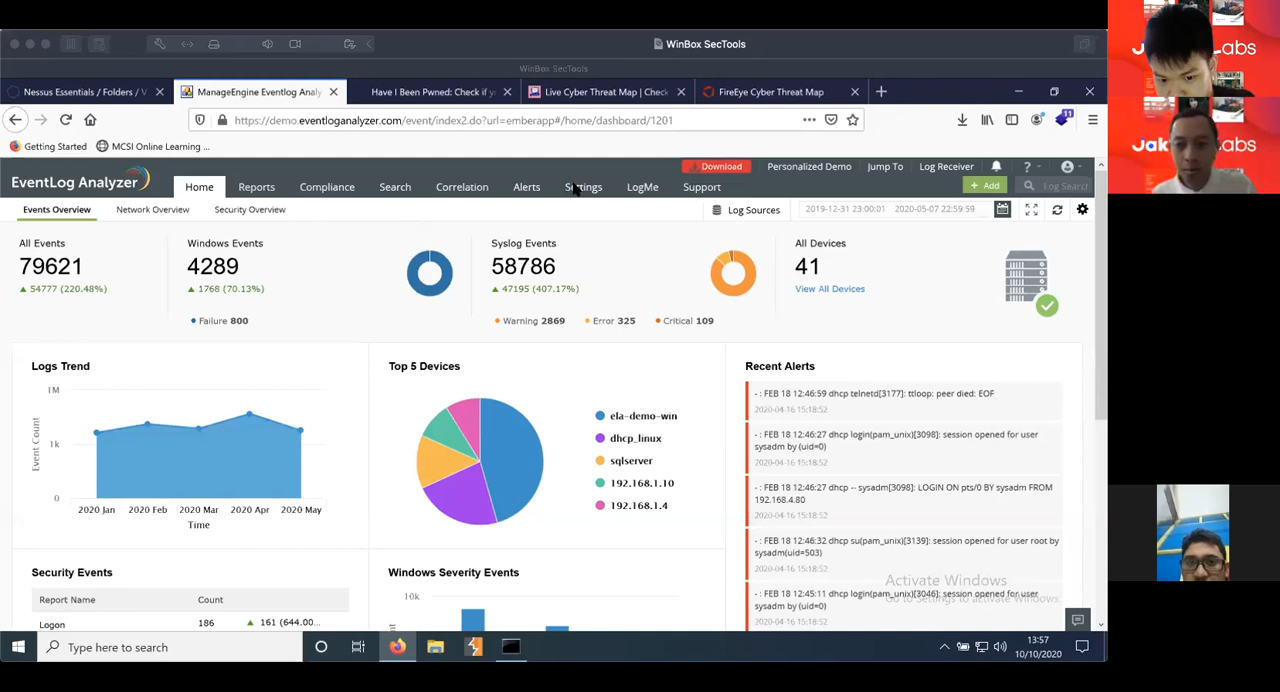 WinBox SecTools
WinBox SecTools
Nessus Essentials / Folders / V
ManageEngine Eventlog Analy
Have I Been Pwned: Check if y
Live Cyber Threat Map | Check
FireEye Cyber Threat Map
https://demo.eventloganalyzer.com/event/index2.do?url=emberapp#/home/dashboard/1201
Getting Started
MCSI Online Learning ...
11
EventLog Analyzer
Download
Personalized Demo
Jump To
Log Receiver
?
Home
Reports
Compliance
Search
Correlation
Alerts
Settings
LogMe
Support
+ Add
Log Search
Events Overview
Network Overview
Security Overview
Log Sources
2019-12-31 23:00:01 2020-05-07 22:59:59
All Events
79621
54777 (220.48%)
Windows Events
4289
1768 (70.13%)
Failure 800
Syslog Events
58786
47195 (407.17%)
Warning 2869
Error 325
Critical 109
All Devices
41
View All Devices
Logs Trend
1M
1k
0
Event Count
2020 Jan
2020 Feb
2020 Mar
2020 Apr
2020 May
Time
Top 5 Devices
ela-demo-win
dhcp_linux
sqlserver
192.168.1.10
192.168.1.4
Recent Alerts
- : FEB 18 12:46:59 dhcp telnetd[3177]: ttloop: peer died: EOF
2020-04-16 15:18:52
- : FEB 18 12:46:27 dhcp login(pam_unix)[3098]: session opened for user
sysadm by (uid=0)
2020-04-16 15:18:52
- : FEB 18 12:46:27 dhcp -- sysadm[3098]: LOGIN ON pts/0 BY sysadm FROM
192.168.4.80
2020-04-16 15:18:52
- : FEB 18 12:46:32 dhcp su(pam_unix)[3139]: session opened for user root by
sysadm(uid=503)
2020-04-16 15:18:52
- : FEB 18 12:45:11 dhcp login(pam_unix)[3046]: session opened for user
sysadm by (uid=0)
Security Events
Report Name
Count
Logon
186
161 (644.00...
Windows Severity Events
10k
Activate Windows
Go to Settings to activate Windows.
Type here to search
13:57
10/10/2020
Jak
abs
Jak
abs